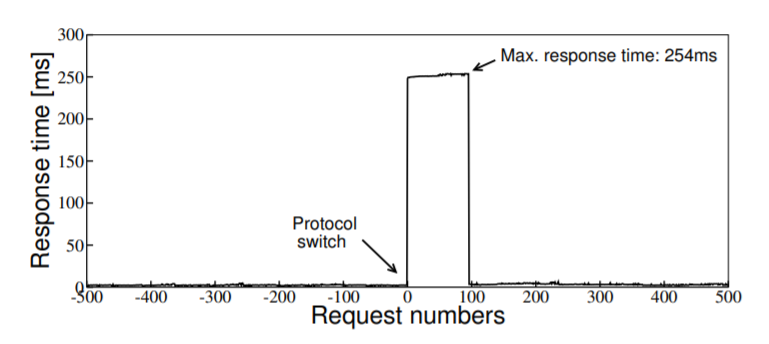 300
Max. response time: 254ms
250
200
150
100
50
0
Response time [ms]
Protocol
switch
-500 -400 -300 -200 -100 0 100 200 300 400 500
Request numbers